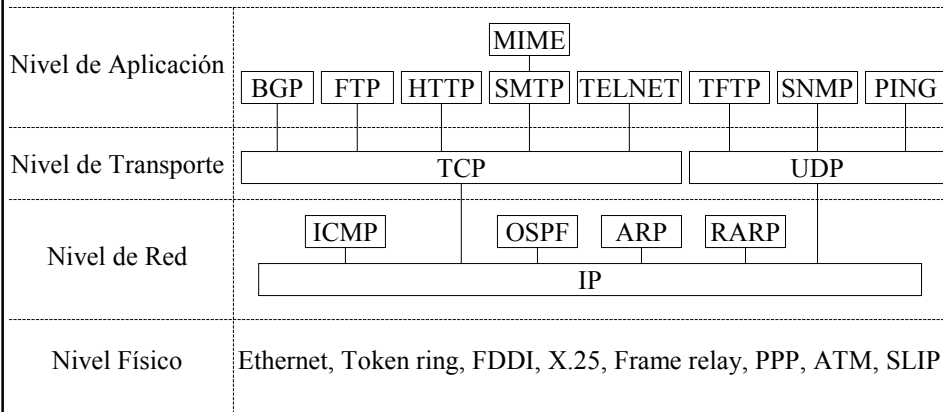 MIME
Nivel de Aplicación
BGP FTP HTTP SMTP TELNET TFTP SNMP PING
Nivel de Transporte TCP UDP
ICMP OSPF ARP RARP
Nivel de Red
IP
Nivel Físico Ethernet, Token ring, FDDI, X.25, Frame relay, PPP, ATM, SLIP